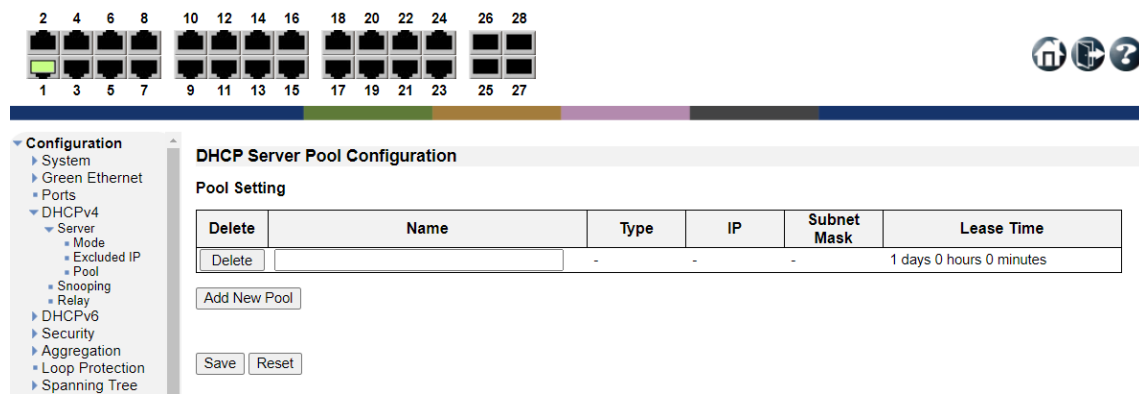 2 4 6 8 10 12 14 16 18 20 22 24 26 28
1 3 5 7 9 11 13 15 17 19 21 23 25 27
?
Configuration
System
Green Ethernet
Ports
DHCPv4
Server
Mode
Excluded IP
Pool
Snooping
Relay
DHCPv6
Security
Aggregation
Loop Protection
Spanning Tree
DHCP Server Pool Configuration
Pool Setting
Delete Name Type IP Subnet Mask Lease Time
Delete - - - 1 days 0 hours 0 minutes
Add New Pool
Save Reset